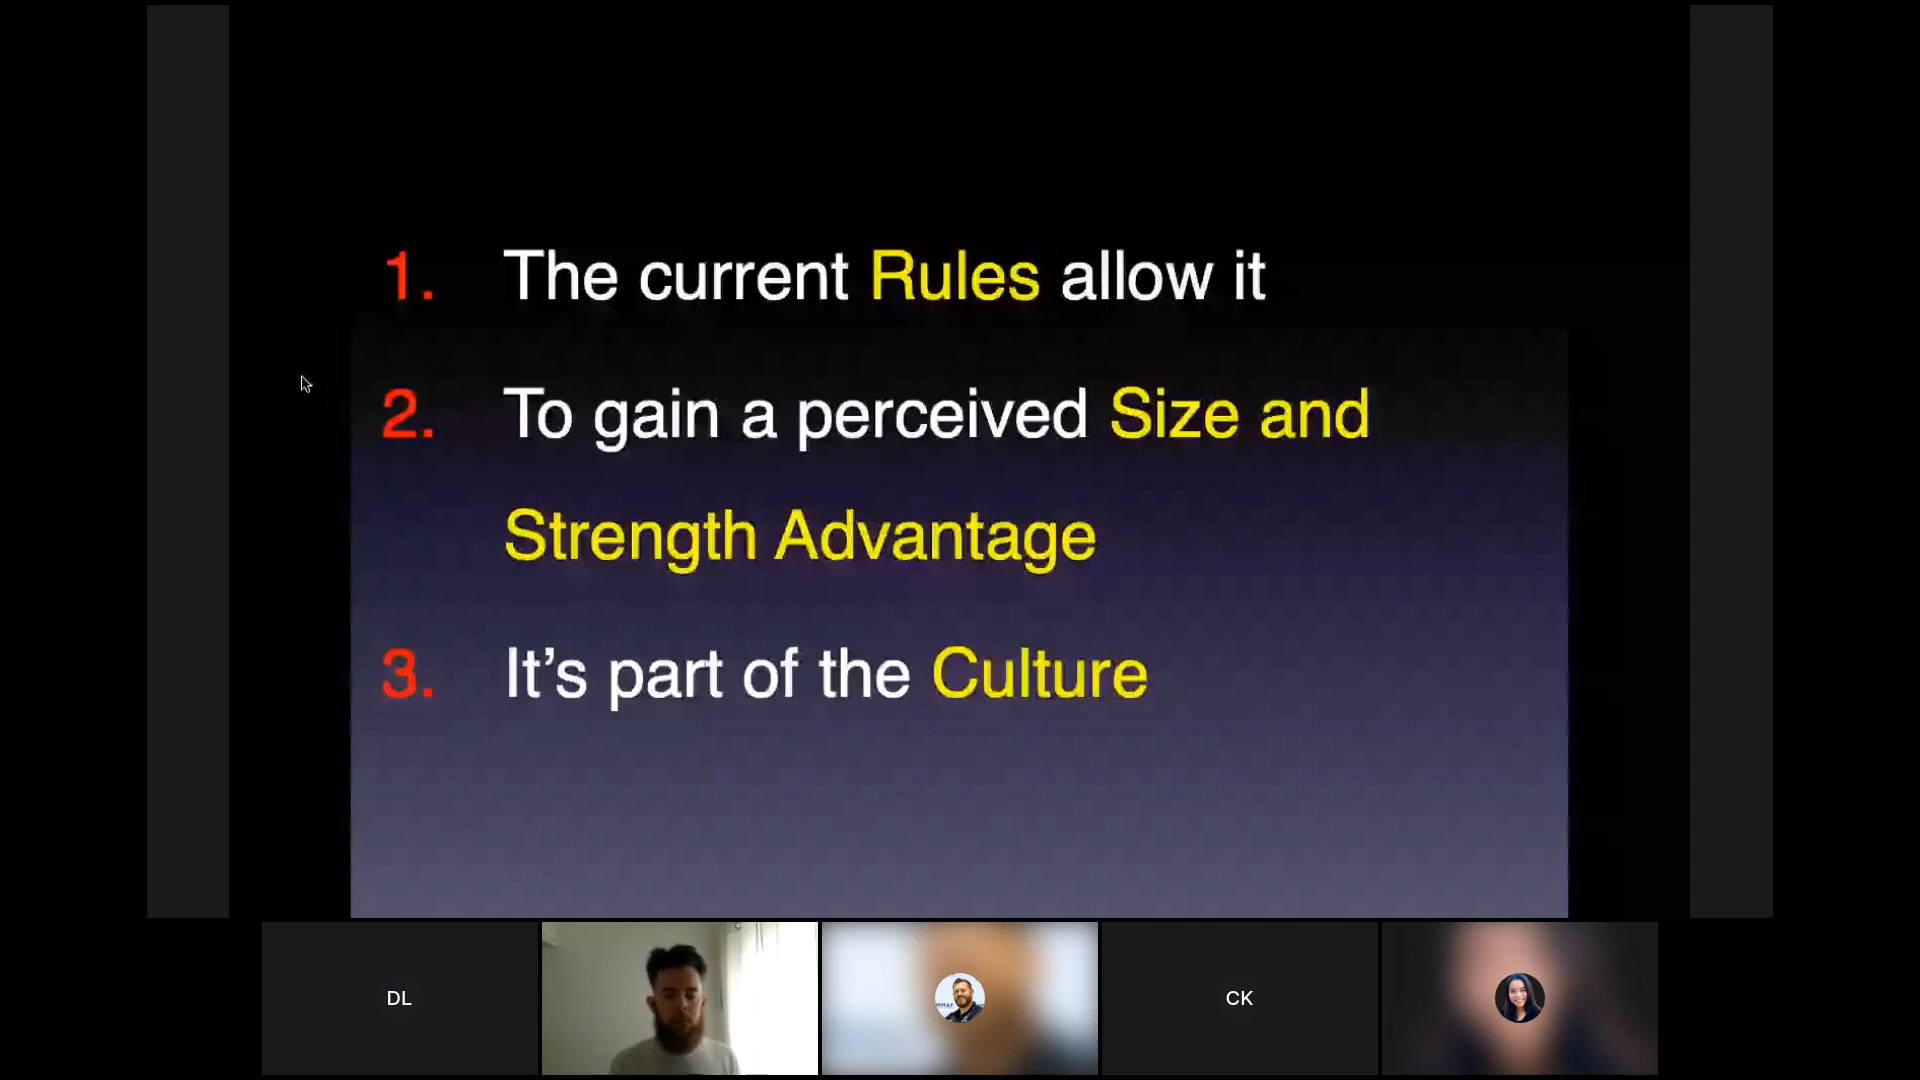 1. The current Rules allow it
2. To gain a perceived Size and
Strength Advantage
3. It’s part of the Culture
DL
CK